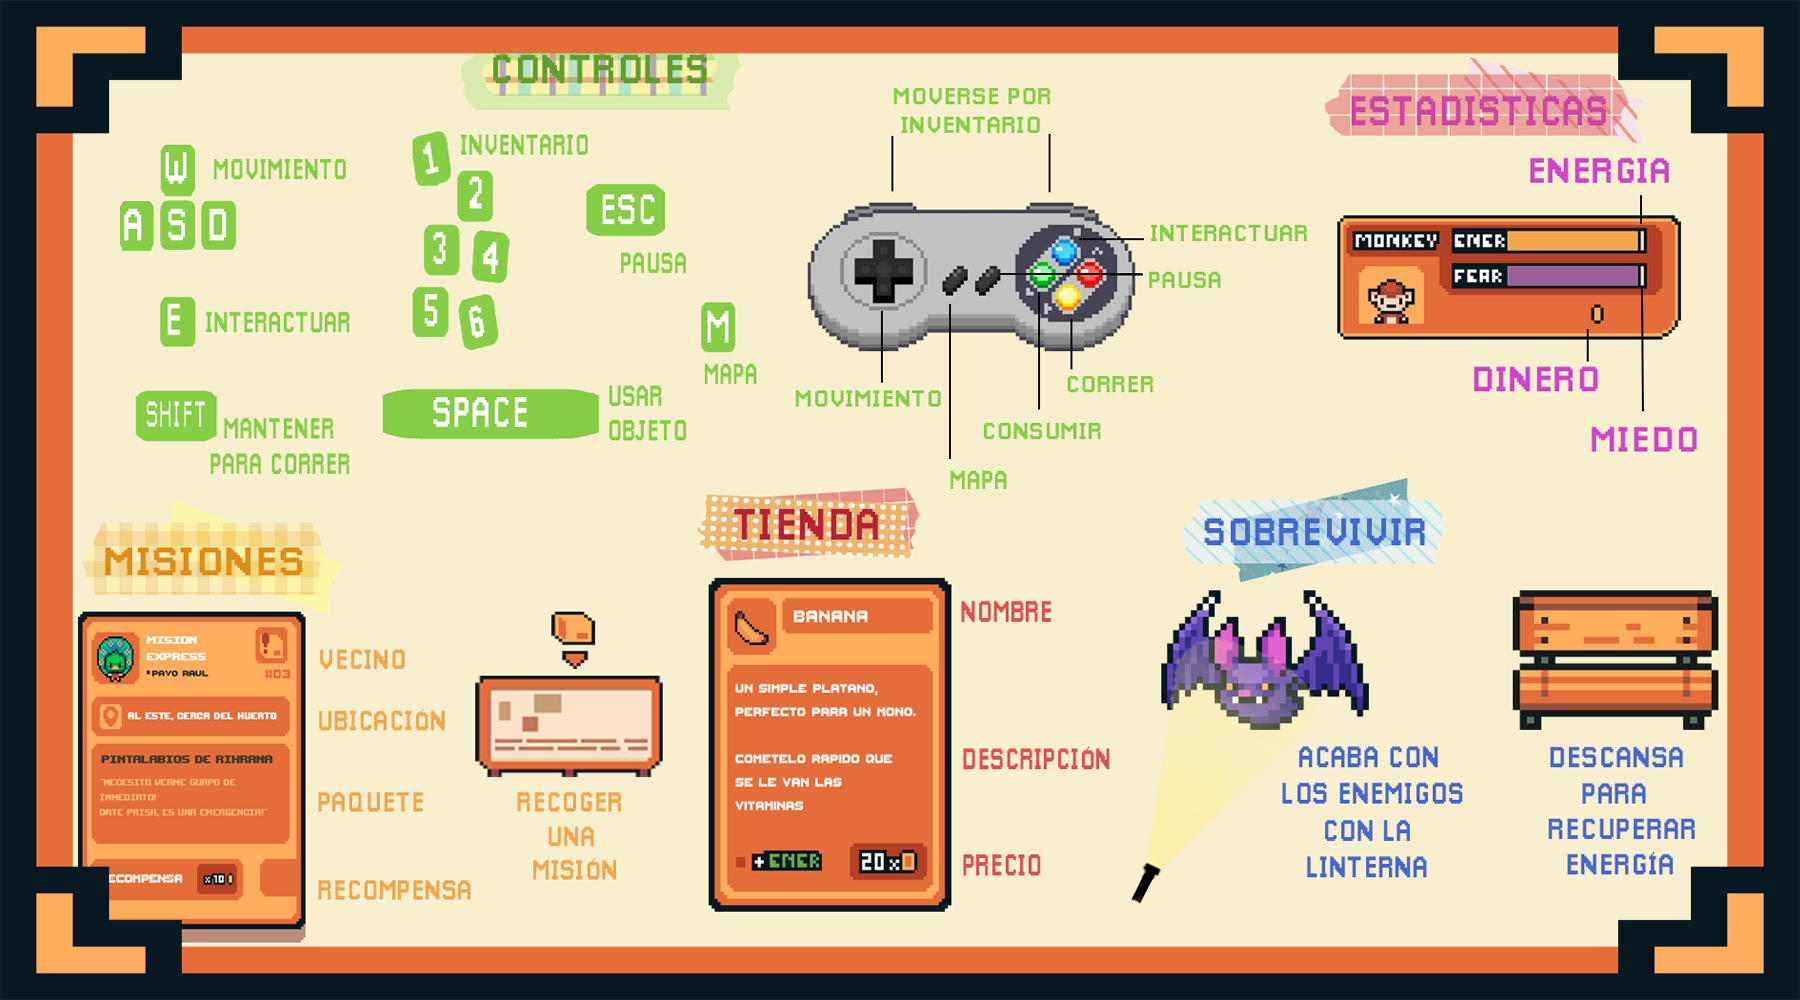 CONTROLES
W
MOVIMIENTO
A S D
E
INTERACTUAR
SHIFT
MANTENER
PARA CORRER
1
INVENTARIO
2
3
4
5
6
ESC
PAUSA
M
MAPA
SPACE
USAR
OBJETO
MOVERSE POR
INVENTARIO
INTERACTUAR
PAUSA
MOVIMIENTO
CORRER
CONSUMIR
MAPA
ESTADISTICAS
ENERGIA
MONKEY
ENER
FEAR
0
DINERO
MIEDO
MISIONES
MISION
EXPRESS
*PAYO RAUL
#03
AL ESTE, CERCA DEL HUERTO
PINTALABIOS DE RIHRANA
"NECESITO VERME GUAPO DE
INMEDIATO!
DATE PRISA, ES UNA EMERGENCIA!"
ECOMPENSA
x10
VECINO
UBICACIÓN
PAQUETE
RECOMPENSA
RECOGER
UNA
MISIÓN
TIENDA
BANANA
UN SIMPLE PLATANO,
PERFECTO PARA UN MONO.
COMETELO RAPIDO QUE
SE LE VAN LAS
VITAMINAS
+ENER
20x
NOMBRE
DESCRIPCIÓN
PRECIO
SOBREVIVIR
ACABA CON
LOS ENEMIGOS
CON LA
LINTERNA
DESCANSA
PARA
RECUPERAR
ENERGÍA